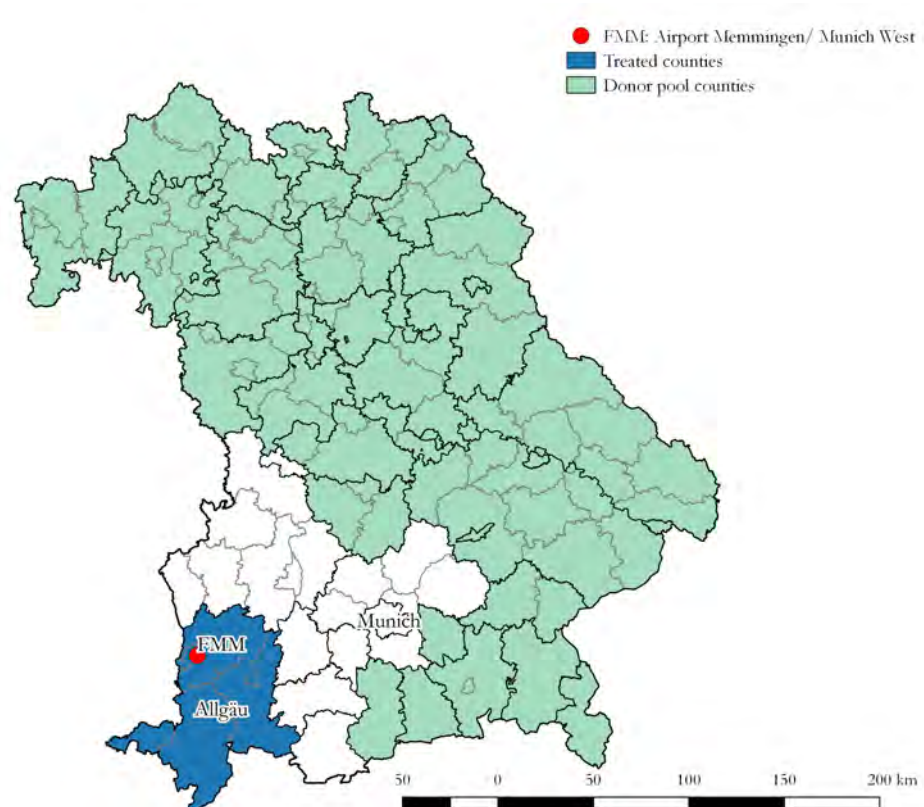 FMM: Airport Memmingen/ Munich West
Treated counties
Donor pool counties
Munich
FMM
Allgäu
50 0 50 100 150 200 km